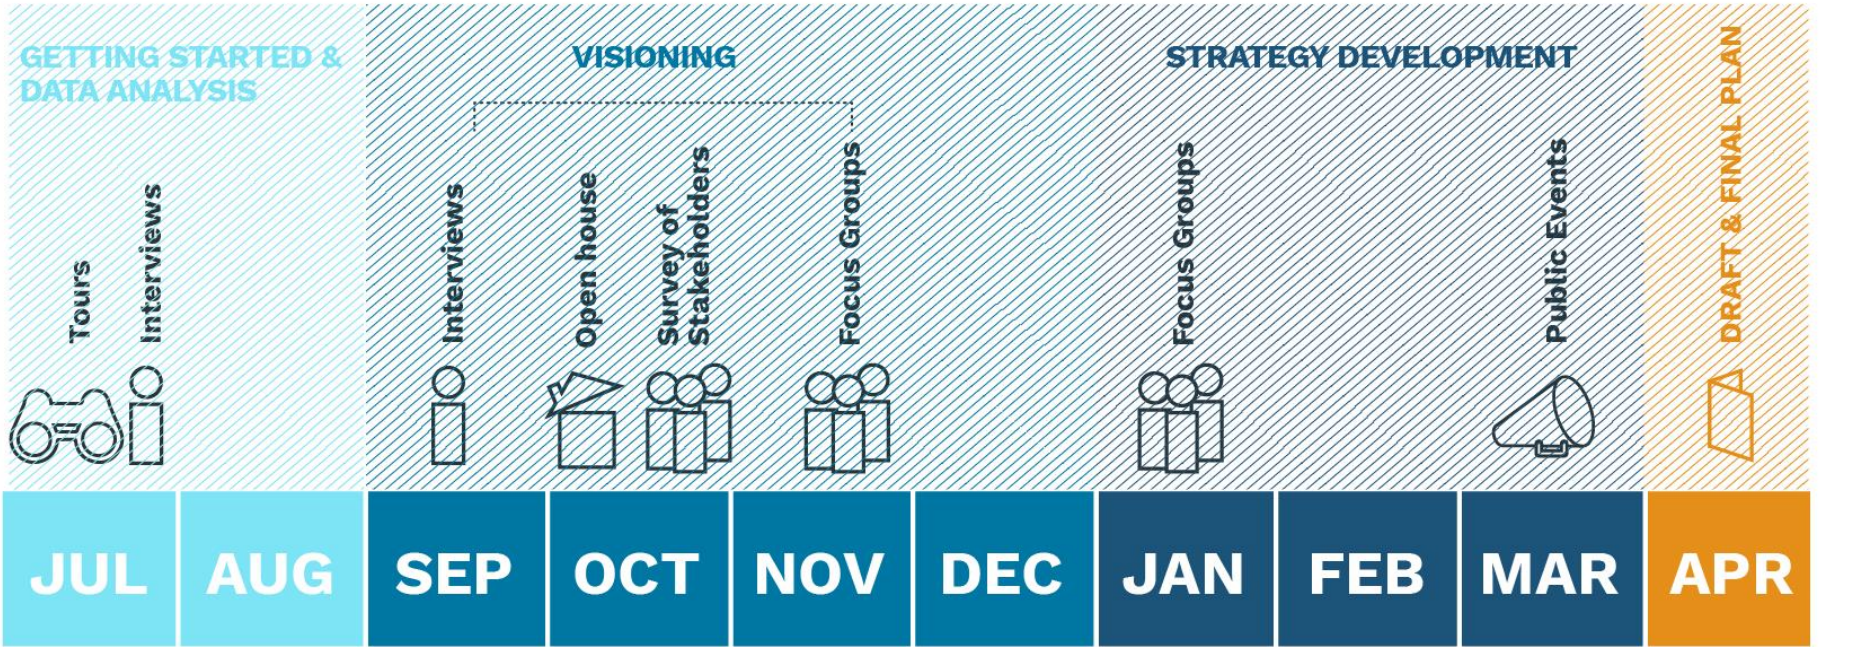 GETTING STARTED &
DATA ANALYSIS
VISIONING
STRATEGY DEVELOPMENT
DRAFT & FINAL PLAN
Tours
Interviews
Interviews
Open house
Survey of
Stakeholders
Focus Groups
Focus Groups
Public Events
JUL
AUG
SEP
OCT
NOV
DEC
JAN
FEB
MAR
APR